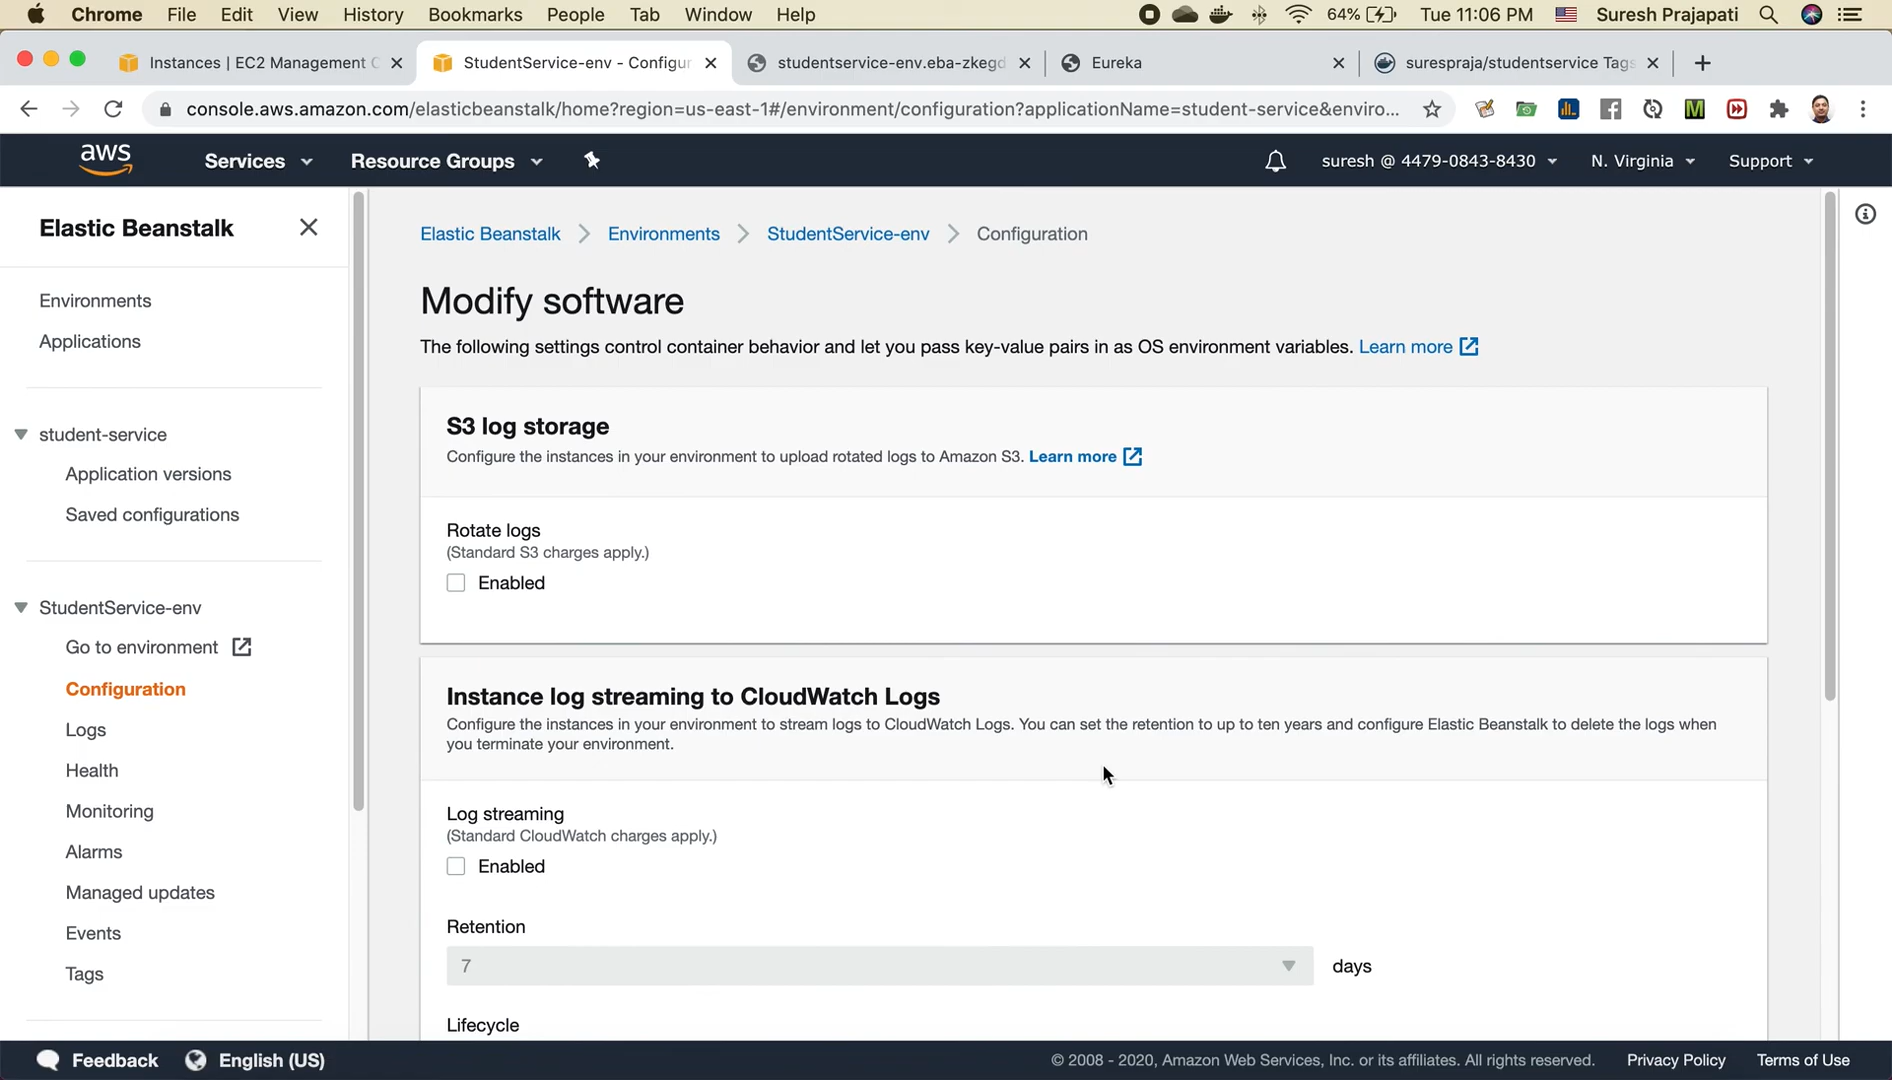 Chrome File Edit View History Bookmarks People Tab Window Help 64% Tue 11:06 PM Suresh Prajapati
Instances | EC2 Management C
StudentService-env - Configur
studentservice-env.eba-zkegd
Eureka
surespraja/studentservice Tags
console.aws.amazon.com/elasticbeanstalk/home?region=us-east-1#/environment/configuration?applicationName=student-service&enviro...
aws Services Resource Groups suresh @ 4479-0843-8430 N. Virginia Support
Elastic Beanstalk
Environments
Applications
student-service
Application versions
Saved configurations
StudentService-env
Go to environment
Configuration
Logs
Health
Monitoring
Alarms
Managed updates
Events
Tags
Elastic Beanstalk Environments StudentService-env Configuration
Modify software
The following settings control container behavior and let you pass key-value pairs in as OS environment variables. Learn more
S3 log storage
Configure the instances in your environment to upload rotated logs to Amazon S3. Learn more
Rotate logs
(Standard S3 charges apply.)
Enabled
Instance log streaming to CloudWatch Logs
Configure the instances in your environment to stream logs to CloudWatch Logs. You can set the retention to up to ten years and configure Elastic Beanstalk to delete the logs when
you terminate your environment.
Log streaming
(Standard CloudWatch charges apply.)
Enabled
Retention
7 days
Lifecycle
Feedback English (US) © 2008 - 2020, Amazon Web Services, Inc. or its affiliates. All rights reserved. Privacy Policy Terms of Use